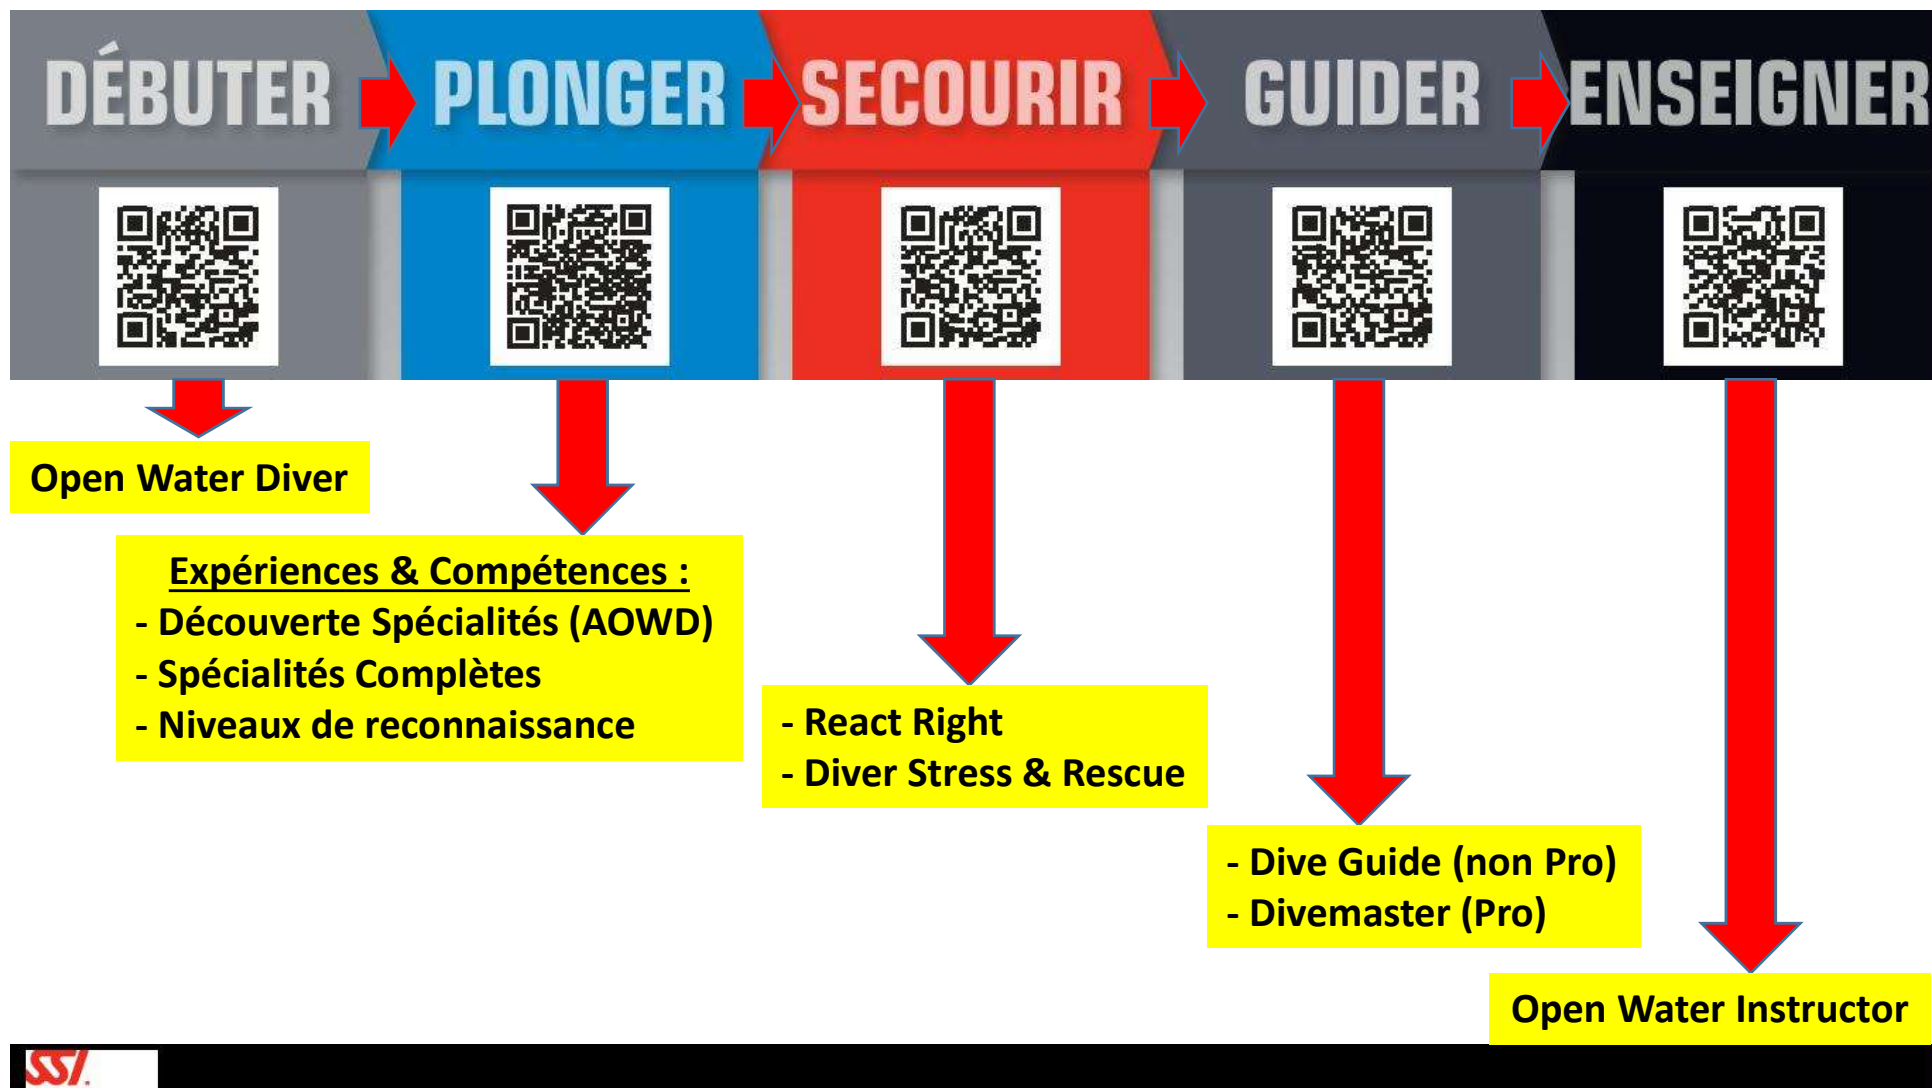 DÉBUTER
PLONGER
SECOURIR
GUIDER
ENSEIGNER
Open Water Diver
Expériences & Compétences :
- Découverte Spécialités (AOWD)
- Spécialités Complètes
- Niveaux de reconnaissance
- React Right
- Diver Stress & Rescue
- Dive Guide (non Pro)
- Divemaster (Pro)
Open Water Instructor
SSI.